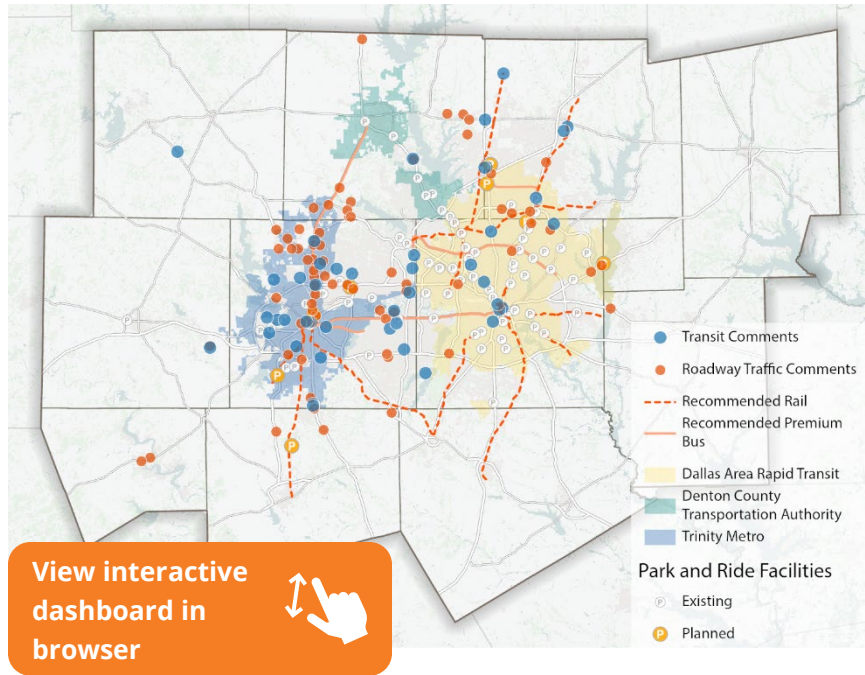 Transit Comments
Roadway Traffic Comments
Recommended Rail
Recommended Premium
Bus
Dallas Area Rapid Transit
Denton County
Transportation Authority
Trinity Metro
Park and Ride Facilities
P Existing
P Planned
View interactive
dashboard in
browser